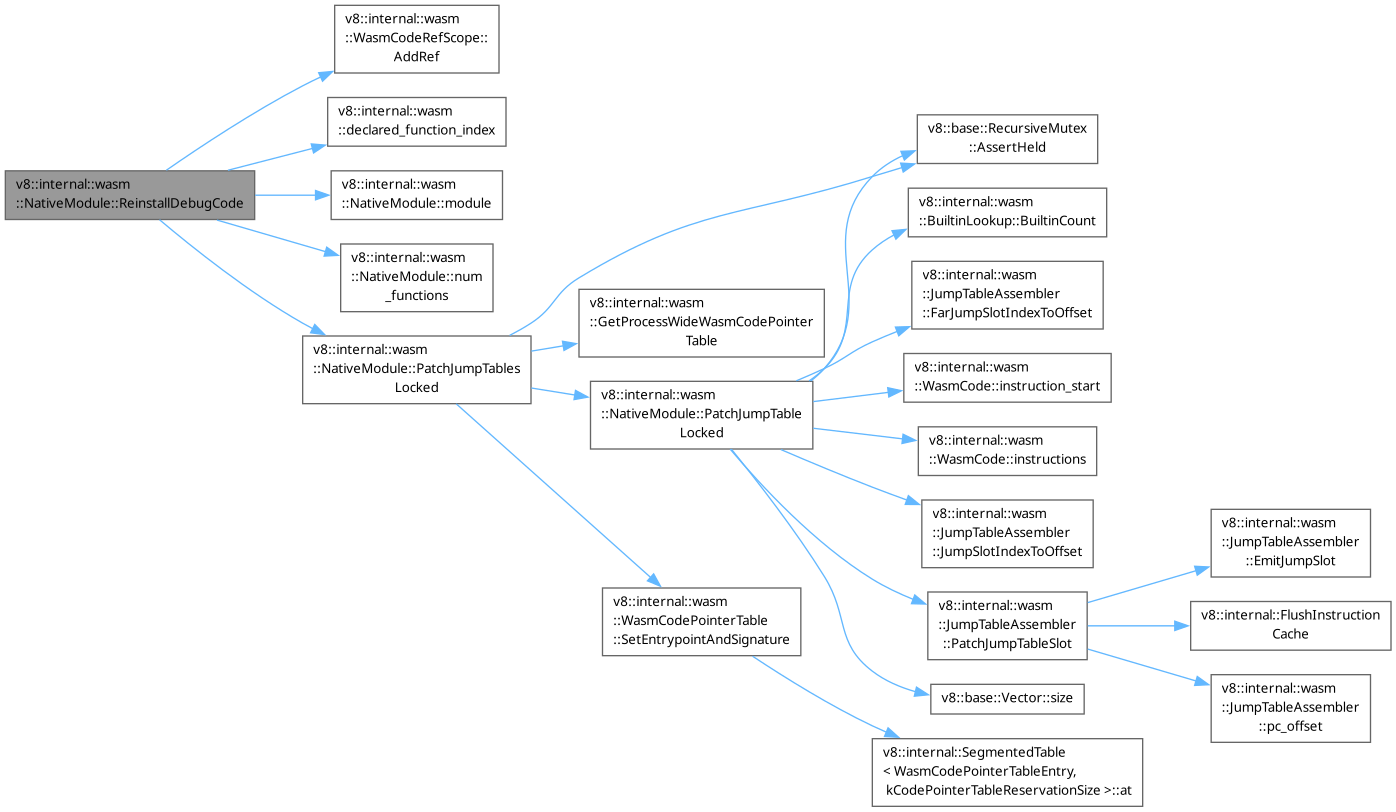 v8::internal::wasm
::NativeModule::ReinstallDebugCode
v8::internal::wasm
::WasmCodeRefScope::
AddRef
v8::internal::wasm
::declared_function_index
v8::internal::wasm
::NativeModule::module
v8::internal::wasm
::NativeModule::num
_functions
v8::internal::wasm
::NativeModule::PatchJumpTables
Locked
v8::internal::wasm
::GetProcessWideWasmCodePointer
Table
v8::internal::wasm
::NativeModule::PatchJumpTable
Locked
v8::internal::wasm
::WasmCodePointerTable
::SetEntrypointAndSignature
v8::base::RecursiveMutex
::AssertHeld
v8::internal::wasm
::BuiltinLookup::BuiltinCount
v8::internal::wasm
::JumpTableAssembler
::FarJumpSlotIndexToOffset
v8::internal::wasm
::WasmCode::instruction_start
v8::internal::wasm
::WasmCode::instructions
v8::internal::wasm
::JumpTableAssembler
::JumpSlotIndexToOffset
v8::internal::wasm
::JumpTableAssembler
::PatchJumpTableSlot
v8::base::Vector::size
v8::internal::SegmentedTable
< WasmCodePointerTableEntry,
kCodePointerTableReservationSize >::at
v8::internal::wasm
::JumpTableAssembler
::EmitJumpSlot
v8::internal::FlushInstruction
Cache
v8::internal::wasm
::JumpTableAssembler
::pc_offset